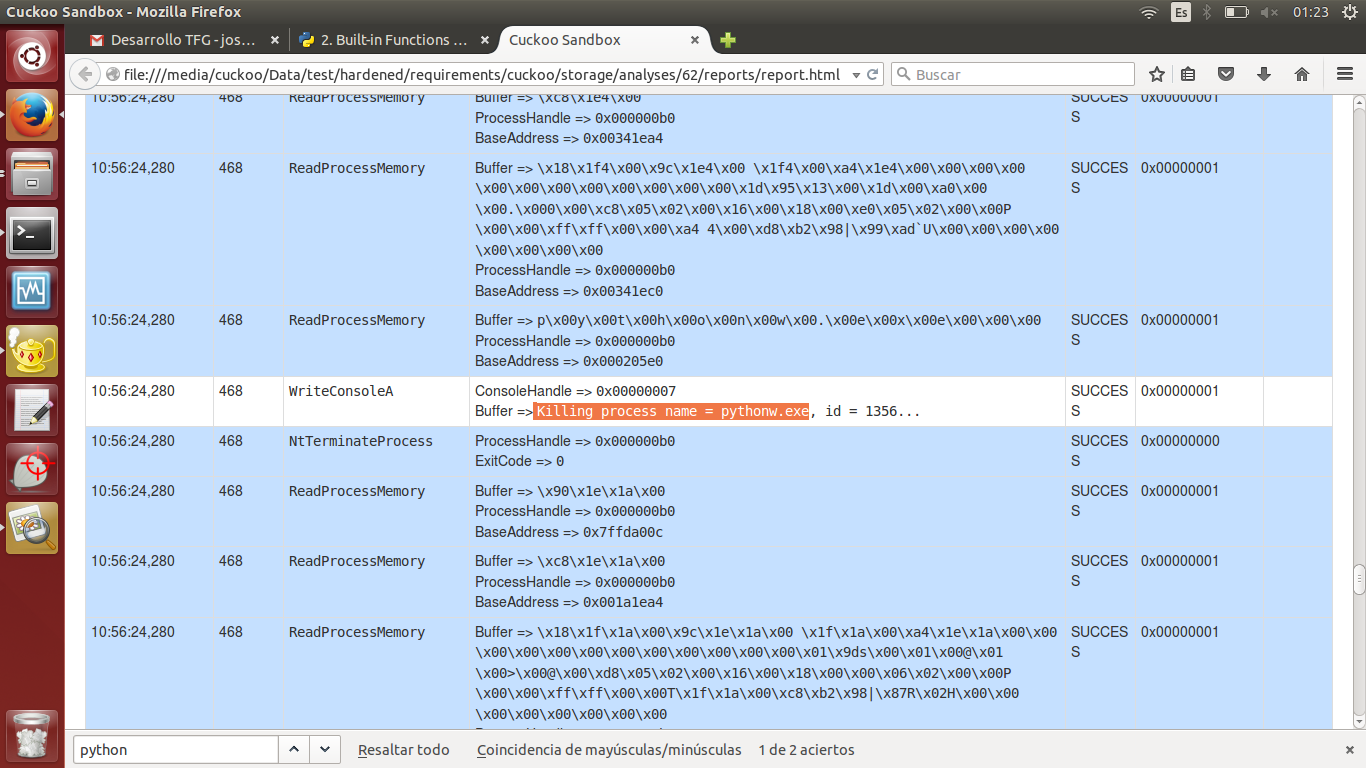 Cuckoo Sandbox - Mozilla Firefox
Es
01:23
Desarrollo TFG - jos…
2. Built-in Functions …
Cuckoo Sandbox
file:///media/cuckoo/Data/test/hardened/requirements/cuckoo/storage/analyses/62/reports/report.html
Buscar
10:56:24,280 468 ReadProcessMemory Buffer => \xc8\x1e4\x00 SUCCES 0x00000001
ProcessHandle => 0x000000b0 S
BaseAddress => 0x00341ea4
10:56:24,280 468 ReadProcessMemory Buffer => \x18\x1f4\x00\x9c\x1e4\x00 \x1f4\x00\xa4\x1e4\x00\x00\x00\x00 SUCCES 0x00000001
\x00\x00\x00\x00\x00\x00\x00\x00\x1d\x95\x13\x00\x1d\x00\xa0\x00 S
\x00.\x000\x00\xc8\x05\x02\x00\x16\x00\x18\x00\xe0\x05\x02\x00\x00P
\x00\x00\xff\xff\x00\x00\xa4 4\x00\xd8\xb2\x98|\x99\xad`U\x00\x00\x00\x00
\x00\x00\x00\x00
ProcessHandle => 0x000000b0
BaseAddress => 0x00341ec0
10:56:24,280 468 ReadProcessMemory Buffer => p\x00y\x00t\x00h\x00o\x00n\x00w\x00.\x00e\x00x\x00e\x00\x00\x00 SUCCES 0x00000001
ProcessHandle => 0x000000b0 S
BaseAddress => 0x000205e0
10:56:24,280 468 WriteConsoleA ConsoleHandle => 0x00000007 SUCCES 0x00000001
Buffer => Killing process name = pythonw.exe, id = 1356... S
10:56:24,280 468 NtTerminateProcess ProcessHandle => 0x000000b0 SUCCES 0x00000000
ExitCode => 0 S
10:56:24,280 468 ReadProcessMemory Buffer => \x90\x1e\x1a\x00 SUCCES 0x00000001
ProcessHandle => 0x000000b0 S
BaseAddress => 0x7ffda00c
10:56:24,280 468 ReadProcessMemory Buffer => \xc8\x1e\x1a\x00 SUCCES 0x00000001
ProcessHandle => 0x000000b0 S
BaseAddress => 0x001a1ea4
10:56:24,280 468 ReadProcessMemory Buffer => \x18\x1f\x1a\x00\x9c\x1e\x1a\x00 \x1f\x1a\x00\xa4\x1e\x1a\x00\x00 SUCCES 0x00000001
\x00\x00\x00\x00\x00\x00\x00\x00\x00\x00\x01\x9ds\x00\x01\x00@\x01 S
\x00>\x00@\x00\xd8\x05\x02\x00\x16\x00\x18\x00\x00\x06\x02\x00\x00P
\x00\x00\xff\xff\x00\x00T\x1f\x1a\x00\xc8\xb2\x98|\x87R\x02H\x00\x00
\x00\x00\x00\x00\x00\x00
python
Resaltar todo
Coincidencia de mayúsculas/minúsculas
1 de 2 aciertos